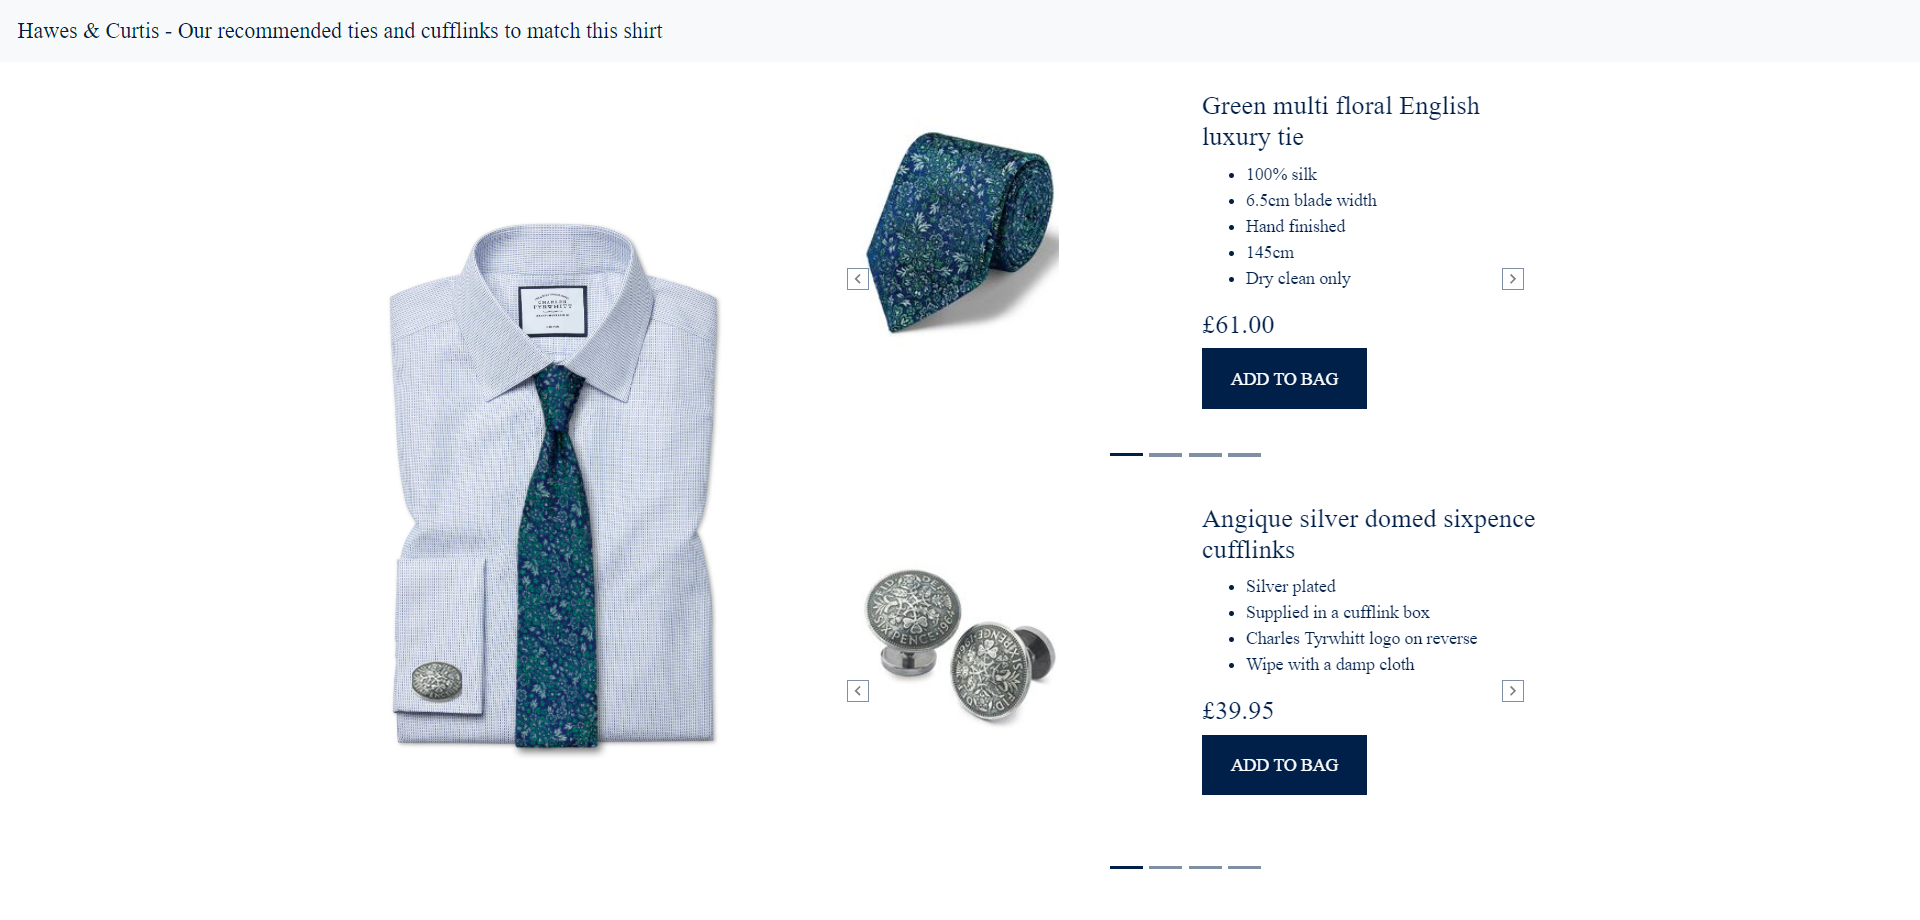 Hawes & Curtis - Our recommended ties and cufflinks to match this shirt
Green multi floral English
luxury tie
100% silk
6.5cm blade width
Hand finished
145cm
Dry clean only
£61.00
ADD TO BAG
CHARLES
TYRWHITT
Angique silver domed sixpence
cufflinks
Silver plated
Supplied in a cufflink box
Charles Tyrwhitt logo on reverse
Wipe with a damp cloth
£39.95
ADD TO BAG